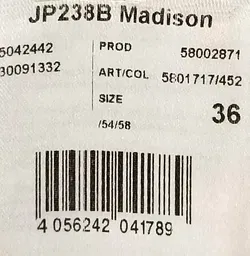 JP238B Madison
5042442 PROD 58002871
30091332 ART/COL 5801717/452
SIZE 36
/54/58
4 056242 041789